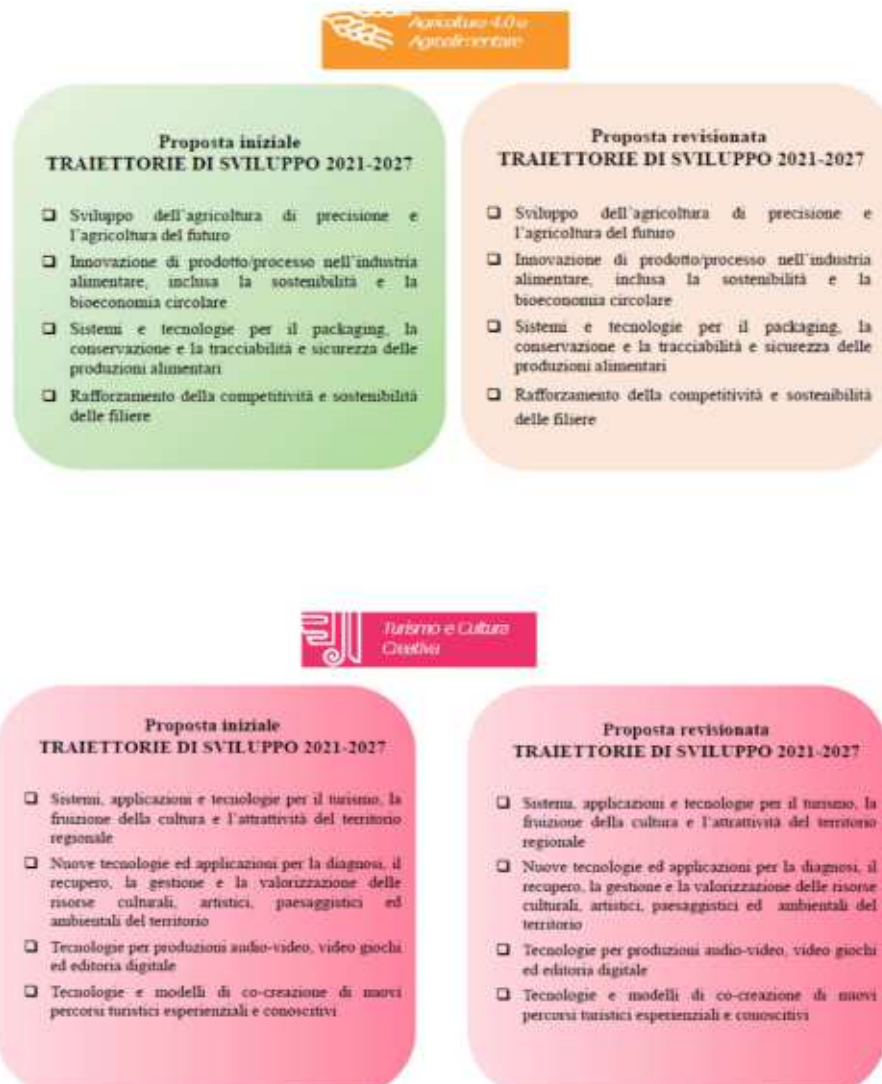 Agricoltura 4.0 e
Agroalimentare
Proposta iniziale
TRAIETTORIE DI SVILUPPO 2021-2027
❑ Sviluppo dell'agricoltura di precisione e
l'agricoltura del futuro
❑ Innovazione di prodotto/processo nell'industria
alimentare, inclusa la sostenibilità e la
bioeconomia circolare
❑ Sistemi e tecnologie per il packaging, la
conservazione e la tracciabilità e sicurezza delle
produzioni alimentari
❑ Rafforzamento della competitività e sostenibilità
delle filiere
Proposta revisionata
TRAIETTORIE DI SVILUPPO 2021-2027
❑ Sviluppo dell'agricoltura di precisione e
l'agricoltura del futuro
❑ Innovazione di prodotto/processo nell'industria
alimentare, inclusa la sostenibilità e la
bioeconomia circolare
❑ Sistemi e tecnologie per il packaging, la
conservazione e la tracciabilità e sicurezza delle
produzioni alimentari
❑ Rafforzamento della competitività e sostenibilità
delle filiere
Turismo e Cultura
Creativa
Proposta iniziale
TRAIETTORIE DI SVILUPPO 2021-2027
❑ Sistemi, applicazioni e tecnologie per il turismo, la
fruizione della cultura e l'attrattività del territorio
regionale
❑ Nuove tecnologie ed applicazioni per la diagnosi, il
recupero, la gestione e la valorizzazione delle
risorse culturali, artistici, paesaggistici ed
ambientali del territorio
❑ Tecnologie per produzioni audio-video, video giochi
ed editoria digitale
❑ Tecnologie e modelli di co-creazione di nuovi
percorsi turistici esperienziali e conoscitivi
Proposta revisionata
TRAIETTORIE DI SVILUPPO 2021-2027
❑ Sistemi, applicazioni e tecnologie per il turismo, la
fruizione della cultura e l'attrattività del territorio
regionale
❑ Nuove tecnologie ed applicazioni per la diagnosi, il
recupero, la gestione e la valorizzazione delle risorse
culturali, artistici, paesaggistici ed ambientali del
territorio
❑ Tecnologie per produzioni audio-video, video giochi
ed editoria digitale
❑ Tecnologie e modelli di co-creazione di nuovi
percorsi turistici esperienziali e conoscitivi